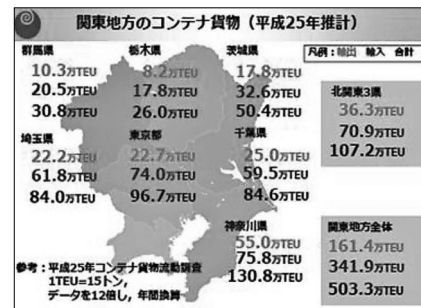 関東地方のコンテナ貨物（平成25年推計）
凡例：輸出 輸入 合計
群馬県
10.3万TEU
20.5万TEU
30.8万TEU
栃木県
8.2万TEU
17.8万TEU
26.0万TEU
茨城県
17.8万TEU
32.6万TEU
50.4万TEU
北関東3県
36.3万TEU
70.9万TEU
107.2万TEU
埼玉県
22.2万TEU
61.8万TEU
84.0万TEU
東京都
22.7万TEU
74.0万TEU
96.7万TEU
千葉県
25.0万TEU
59.5万TEU
84.6万TEU
神奈川県
55.0万TEU
75.8万TEU
130.8万TEU
関東地方全体
161.4万TEU
341.9万TEU
503.3万TEU
参考：平成25年コンテナ貨物流動調査
1TEU=15トン，
データを12倍し，年間換算